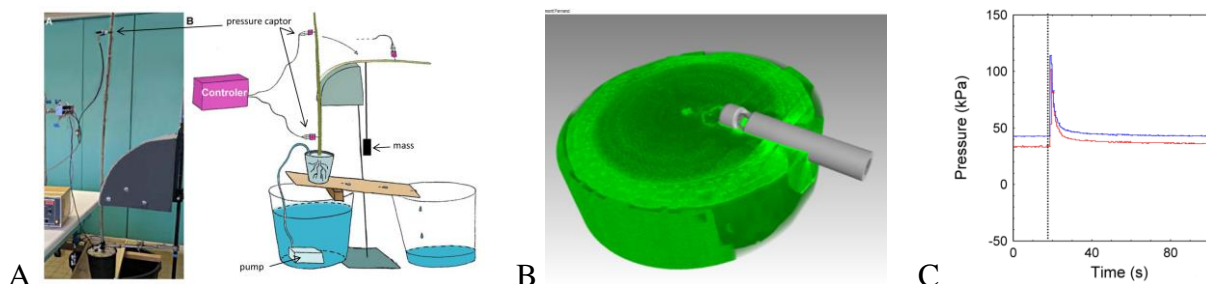 A
B
pressure captor
Controler
mass
pump
A
B
C
150
100
50
0
-50
Pressure (kPa)
0
40
80
Time (s)